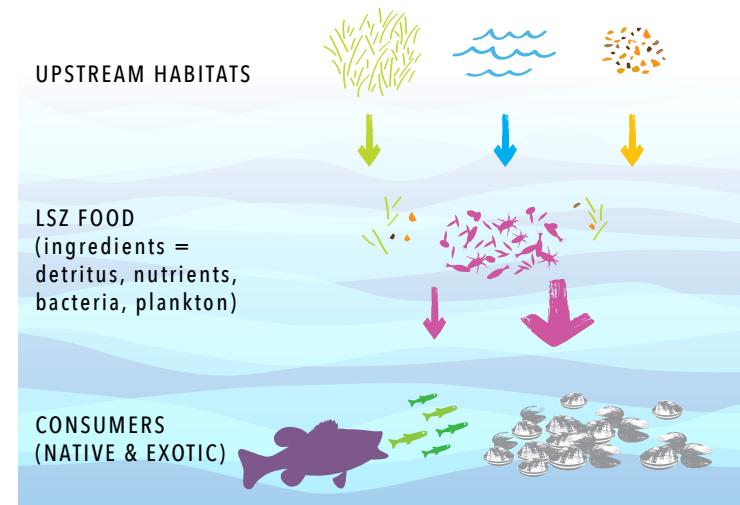 UPSTREAM HABITATS
LSZ FOOD
(ingredients =
detritus, nutrients,
bacteria, plankton)
CONSUMERS
(NATIVE & EXOTIC)